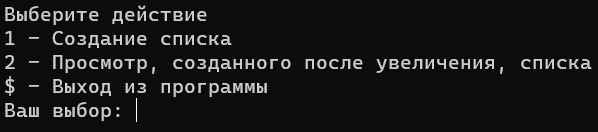 Выберите действие
1 - Создание списка
2 - Просмотр, созданного после увеличения, списка
$ - Выход из программы
Ваш выбор: